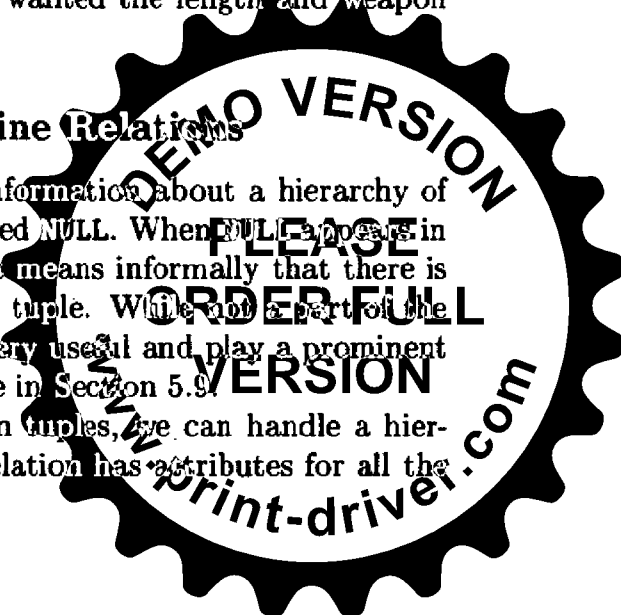 wanted the length and weapon
ine Relations
nformation about a hierarchy of
ed NULL. When NULL appears in
means informally that there is
tuple. While not a part of the
ery useful and play a prominent
e in Section 5.9.
n tuples, we can handle a hier-
elation has attributes for all the
DEMO VERSION
PLEASE
ORDER FULL
VERSION
www.print-driver.com